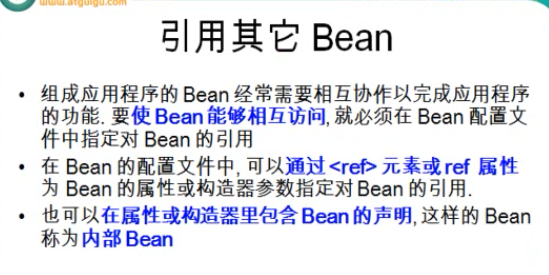 www.atguigu.com
引用其它 Bean
• 组成应用程序的 Bean 经常需要相互协作以完成应用程序
的功能. 要使 Bean 能够相互访问, 就必须在 Bean 配置文
件中指定对 Bean 的引用
• 在 Bean 的配置文件中, 可以通过 <ref> 元素或 ref 属性
为 Bean 的属性或构造器参数指定对 Bean 的引用.
• 也可以在属性或构造器里包含 Bean 的声明, 这样的 Bean
称为内部 Bean